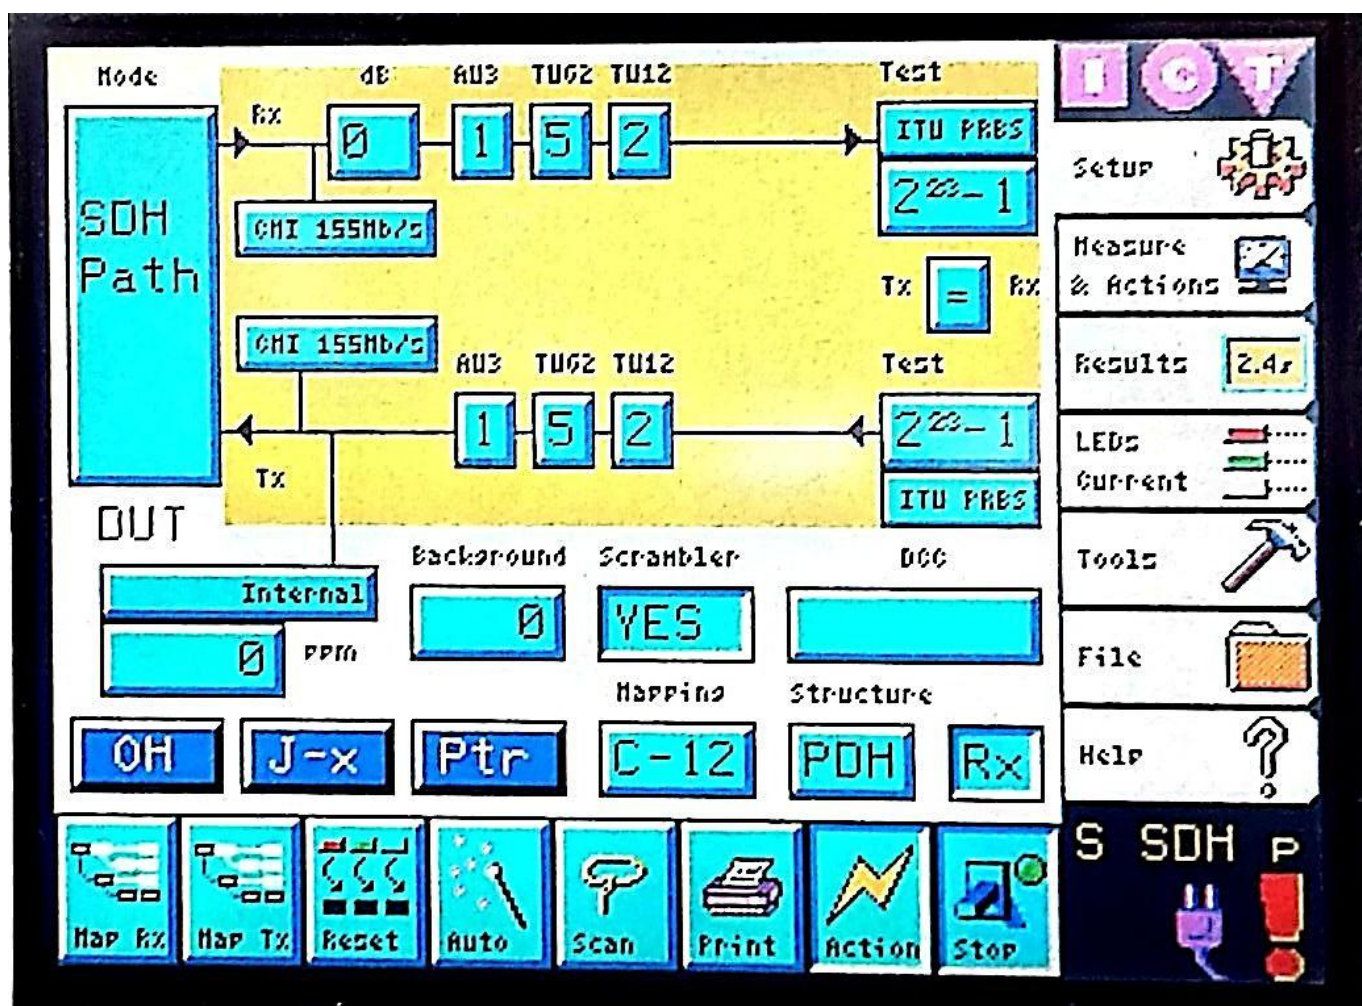 Mode dB AU3 TUG2 TU12 Test
Rx 0 1 5 2 ITU PRBS
2²³-1
CMI 155Mb/s
SDH
Path
Tx = Rx
CMI 155Mb/s
AU3 TUG2 TU12 Test
1 5 2 2²³-1
Tx ITU PRBS
OUT
Internal
0 ppm
Background Scrambler DCC
0 YES
Mapping Structure
OH J-x Ptr C-12 PDH Rx
Map Rx Map Tx Reset Auto Scan Print Action Stop
I C T
Setup
Measure
& Actions
Results 2.4s
LEDs
Current
Tools
File
Help ?
S SDH P
!